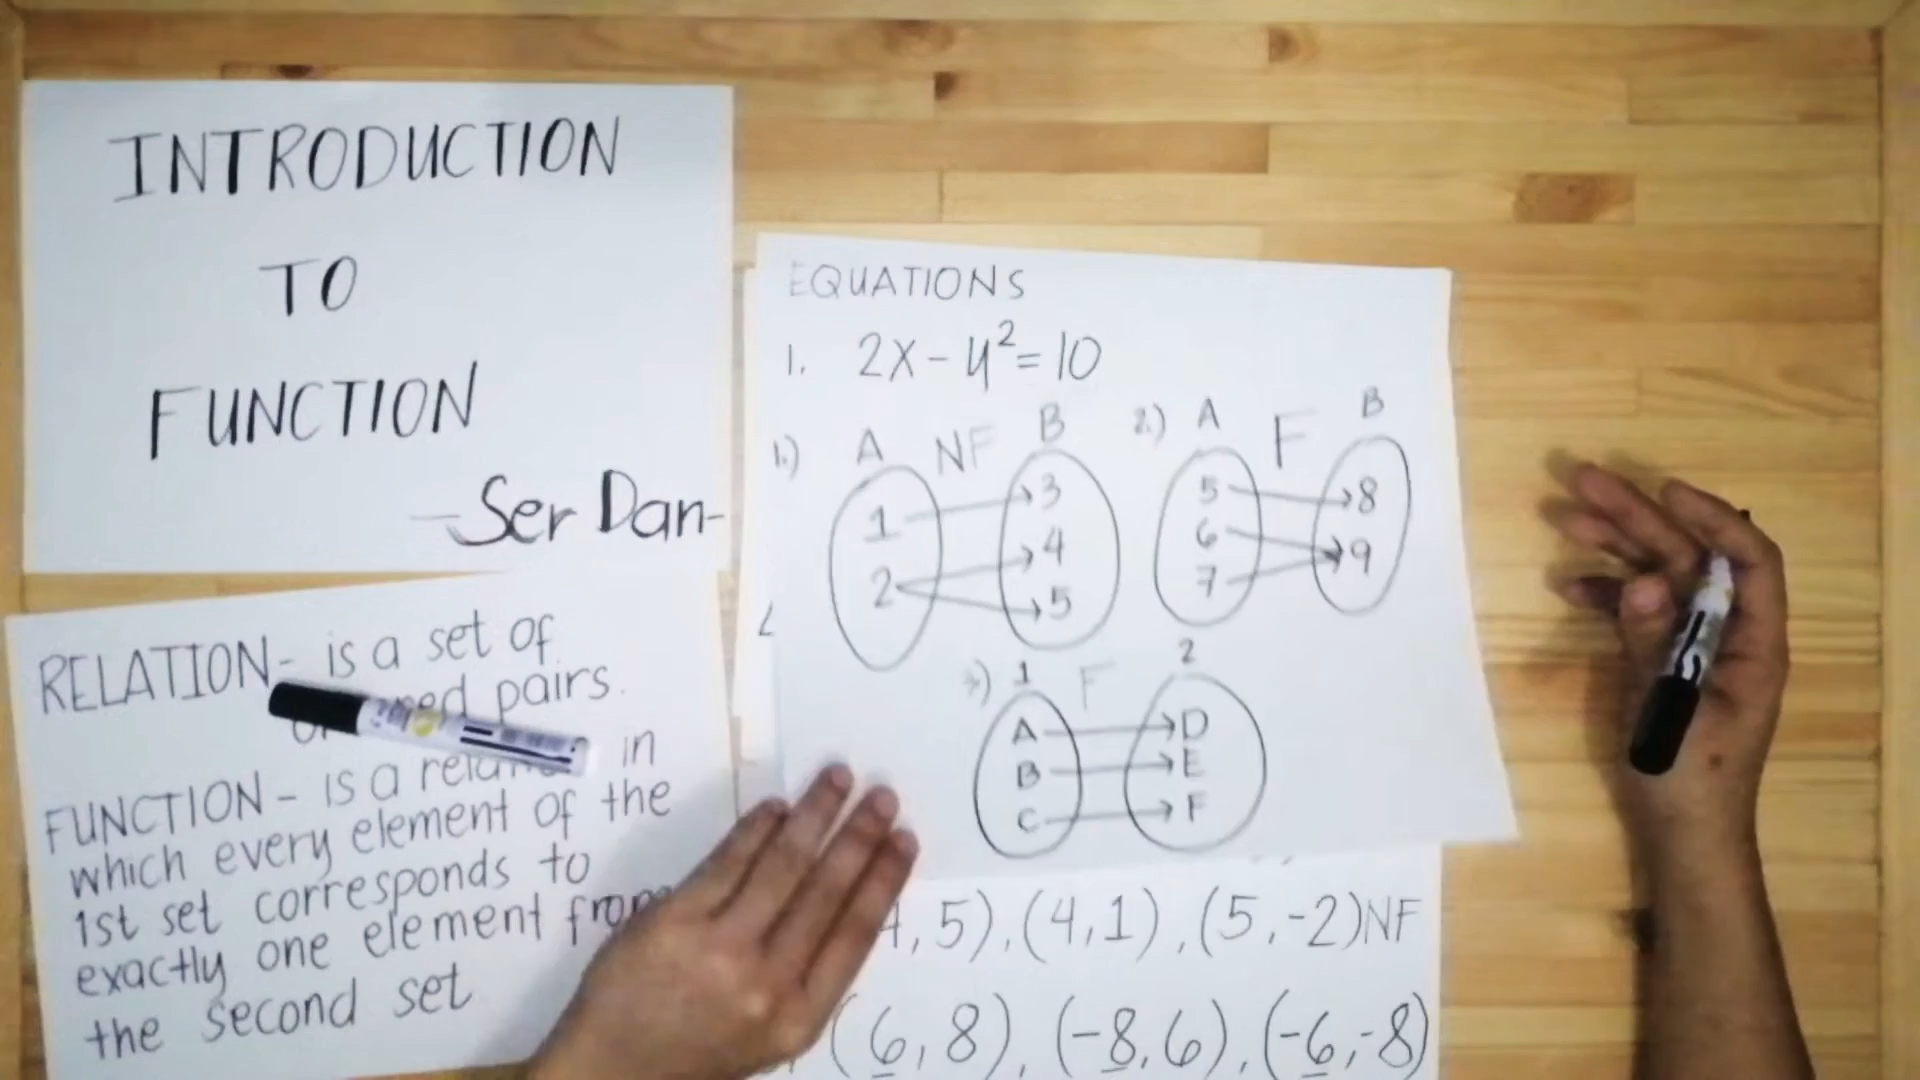 INTRODUCTION
TO
FUNCTION
-Ser Dan-
RELATION- is a set of
pairs.
FUNCTION- is a in
which every element of the
1st set corresponds to
exactly one element
the second set
EQUATIONS
1. 2x-y²=10
1.) A NF B
1 3
2 4
5
2.) A F B
5 8
6 9
7
1 F 2
A D
B E
C F
, 5), (4,1), (5,-2) NF
(6,8), (-8,6), (-6,-8)